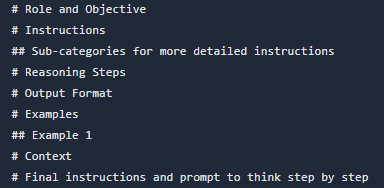 # Role and Objective
# Instructions
## Sub-categories for more detailed instructions
# Reasoning Steps
# Output Format
# Examples
## Example 1
# Context
# Final instructions and prompt to think step by step